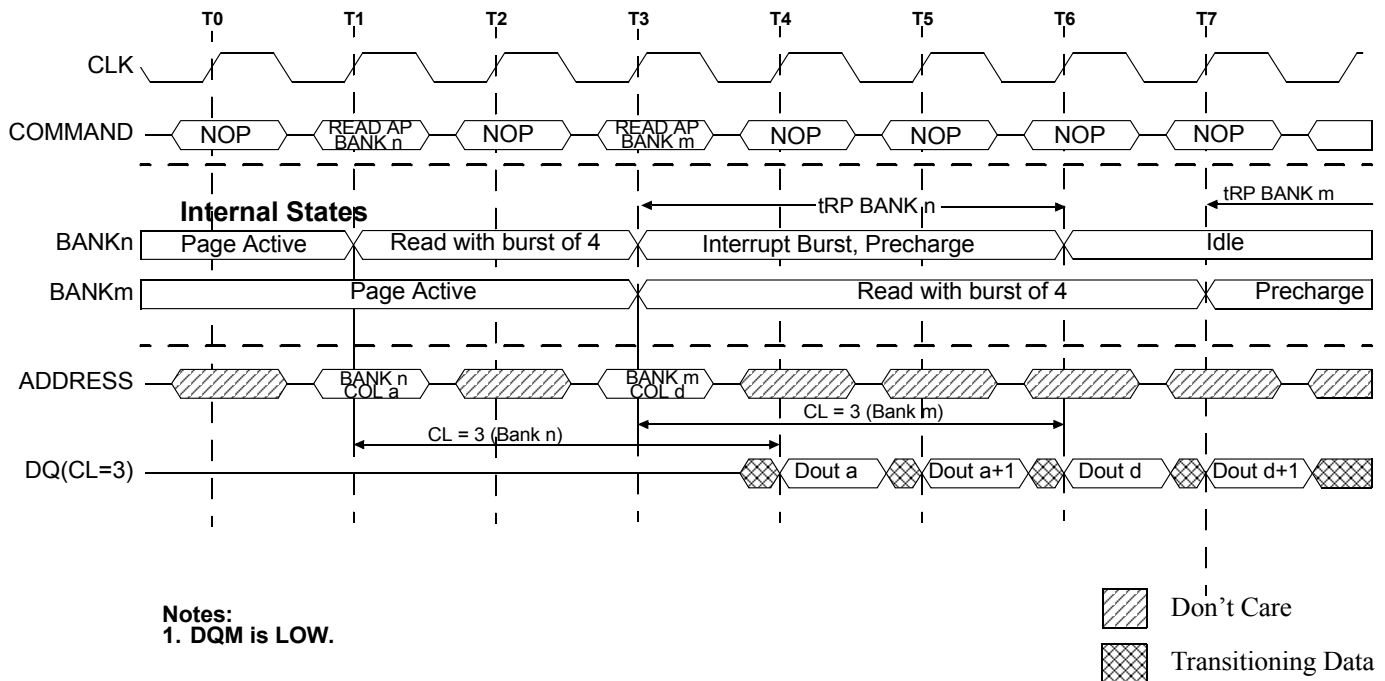 T0 T1 T2 T3 T4 T5 T6 T7
CLK
COMMAND NOP READ AP BANK n NOP READ AP BANK m NOP NOP NOP NOP
Internal States
tRP BANK n
tRP BANK m
BANKn Page Active Read with burst of 4 Interrupt Burst, Precharge Idle
BANKm Page Active Read with burst of 4 Precharge
ADDRESS BANK n COL a BANK m COL d
CL = 3 (Bank m)
CL = 3 (Bank n)
DQ(CL=3) Dout a Dout a+1 Dout d Dout d+1
Notes:
1. DQM is LOW.
Don't Care
Transitioning Data